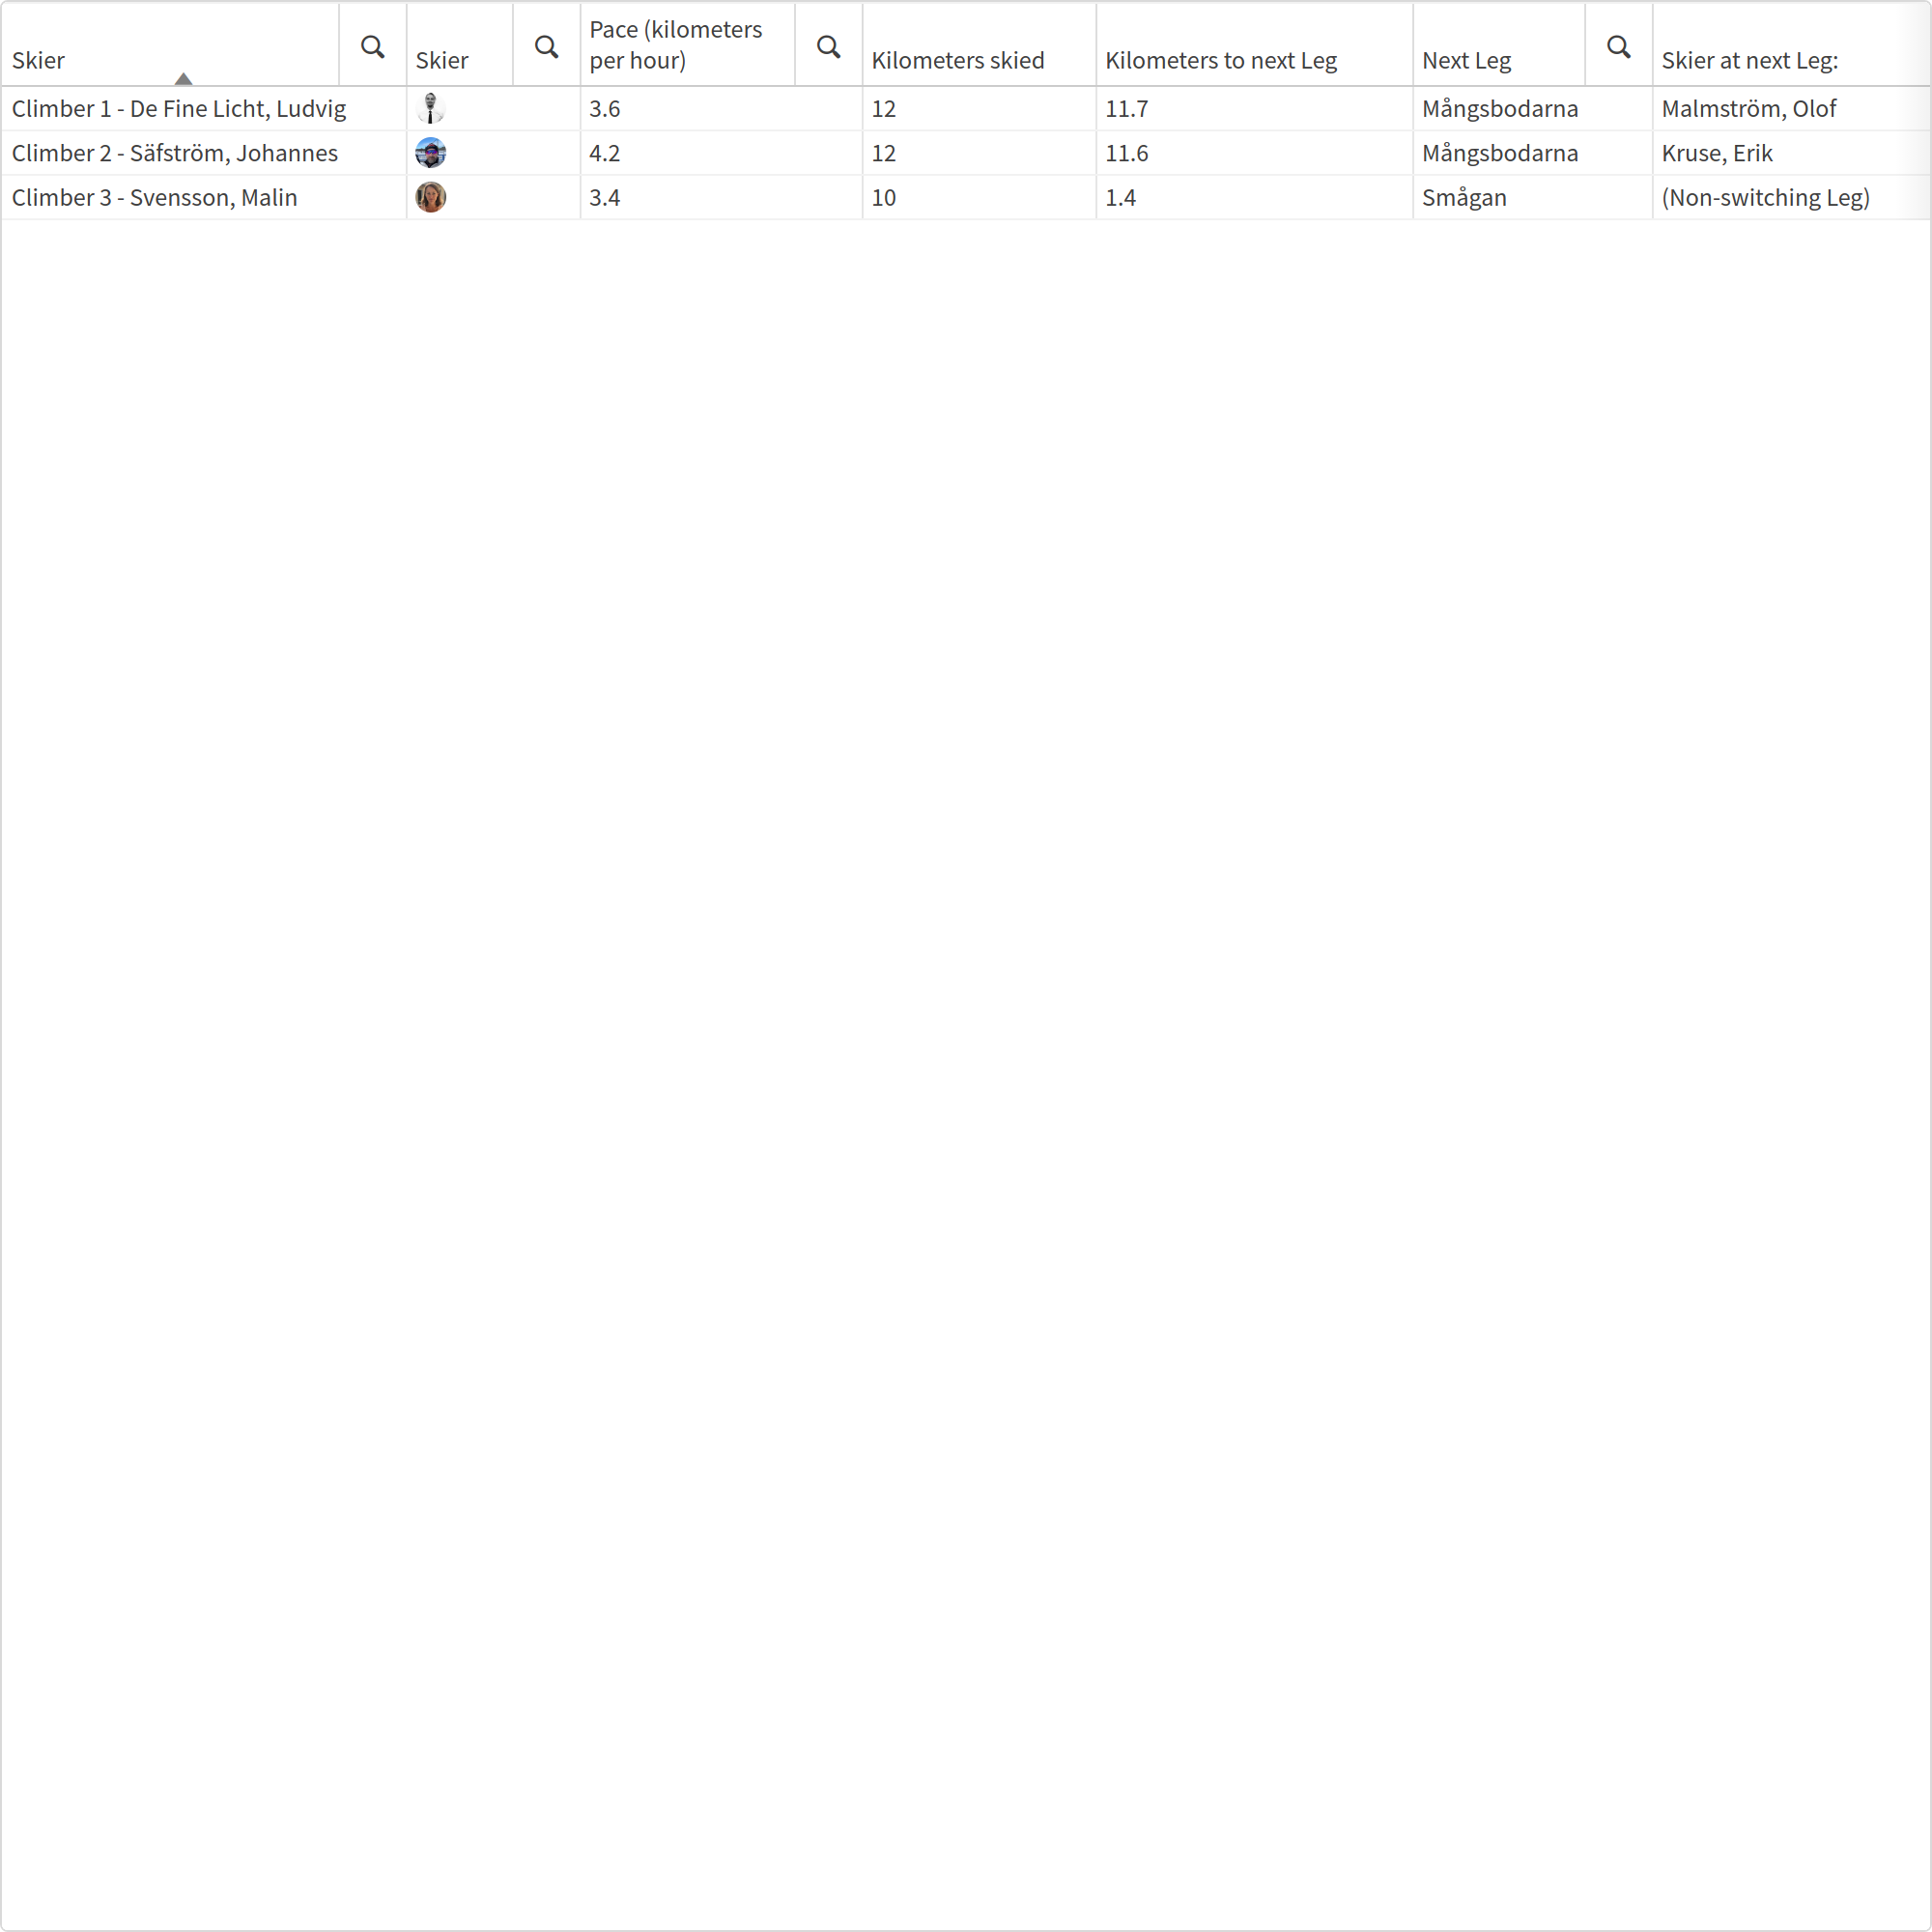 Skier
Skier
Pace (kilometers
per hour)
Kilometers skied
Kilometers to next Leg
Next Leg
Skier at next Leg:
Climber 1 - De Fine Licht, Ludvig 3.6 12 11.7 Mångsbodarna Malmström, Olof
Climber 2 - Säfström, Johannes 4.2 12 11.6 Mångsbodarna Kruse, Erik
Climber 3 - Svensson, Malin 3.4 10 1.4 Smågan (Non-switching Leg)